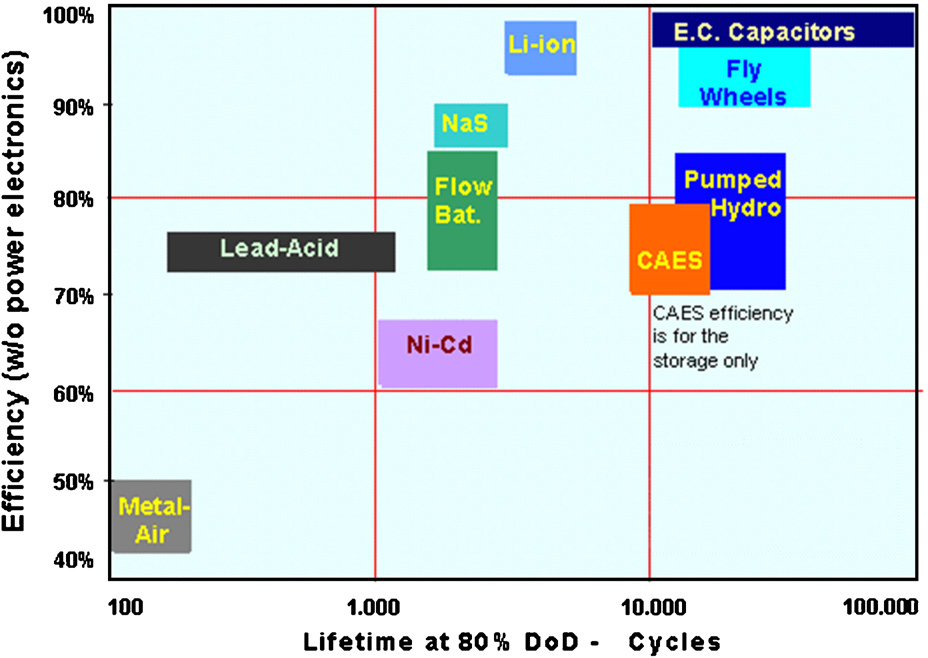 100%
90%
80%
70%
60%
50%
40%
Efficiency (w/o power electronics)
Li-ion
E.C. Capacitors
Fly
Wheels
NaS
Flow
Bat.
Pumped
Hydro
Lead-Acid
CAES
CAES efficiency
is for the
storage only
Ni-Cd
Metal-
Air
100
1.000
10.000
100.000
Lifetime at 80% DoD - Cycles